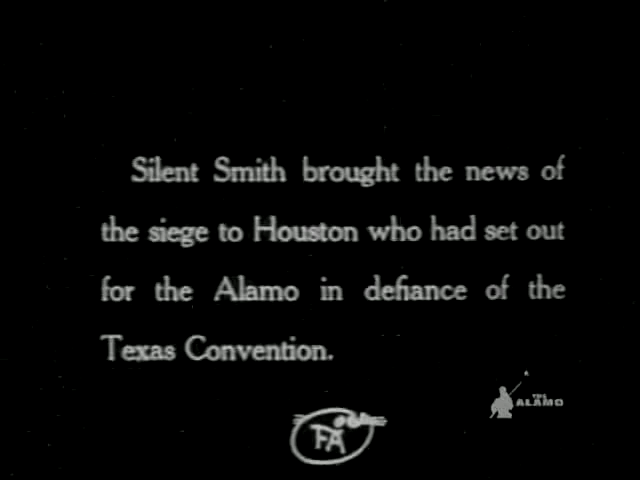 Silent Smith brought the news of
the siege to Houston who had set out
for the Alamo in defiance of the
Texas Convention.
THE
ALAMO
FA